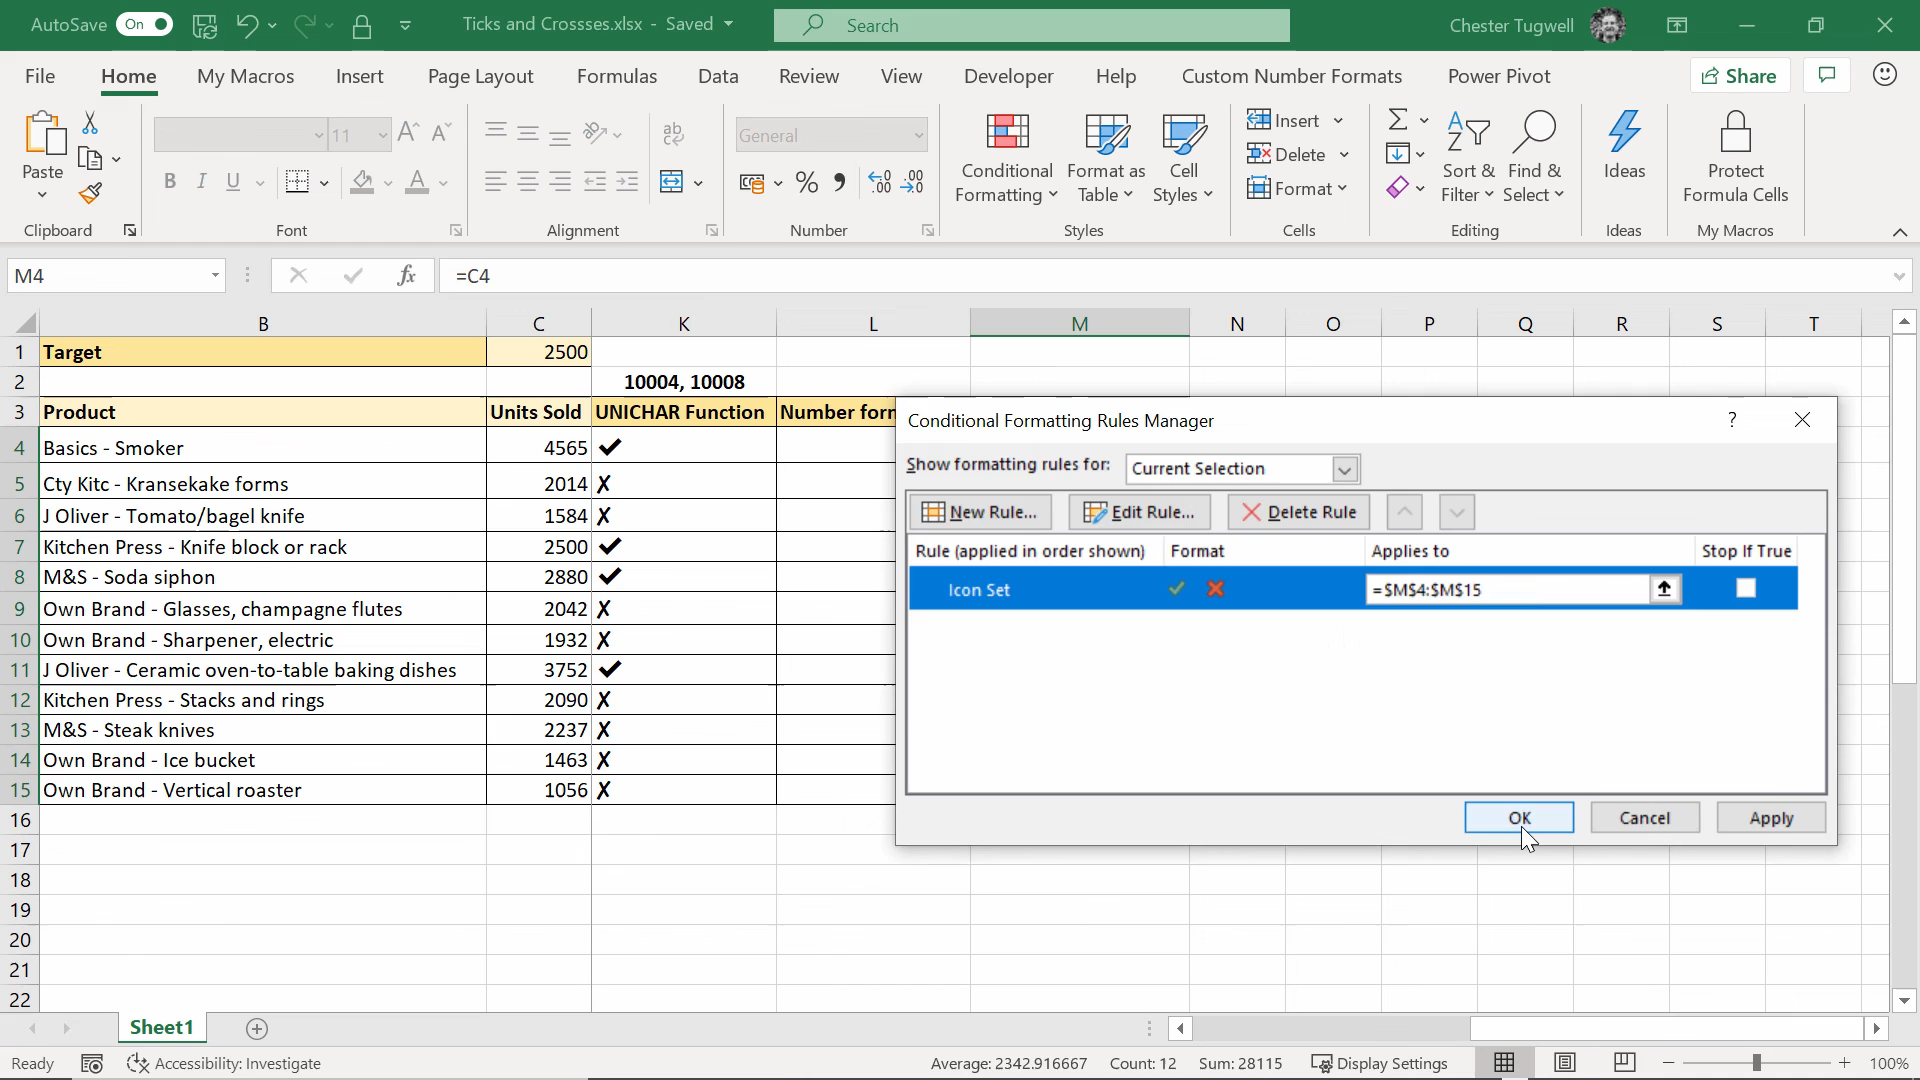 AutoSave On Ticks and Crossses.xlsx - Saved Search Chester Tugwell
File Home My Macros Insert Page Layout Formulas Data Review View Developer Help Custom Number Formats Power Pivot Share
Paste
11
A A
ab
General
Conditional Formatting
Format as Table
Cell Styles
Insert
Delete
Format
Sort & Filter
Find & Select
Ideas
Protect Formula Cells
B I U A
Clipboard Font Alignment Number Styles Cells Editing Ideas My Macros
M4 fx =C4
B C K L M N O P Q R S T
1 Target 2500
2 10004, 10008
3 Product Units Sold UNICHAR Function Number forn
4 Basics - Smoker 4565 ✔
5 Cty Kitc - Kransekake forms 2014 ✘
6 J Oliver - Tomato/bagel knife 1584 ✘
7 Kitchen Press - Knife block or rack 2500 ✔
8 M&S - Soda siphon 2880 ✔
9 Own Brand - Glasses, champagne flutes 2042 ✘
10 Own Brand - Sharpener, electric 1932 ✘
11 J Oliver - Ceramic oven-to-table baking dishes 3752 ✔
12 Kitchen Press - Stacks and rings 2090 ✘
13 M&S - Steak knives 2237 ✘
14 Own Brand - Ice bucket 1463 ✘
15 Own Brand - Vertical roaster 1056 ✘
16
17
18
19
20
21
22
Conditional Formatting Rules Manager ?
Show formatting rules for: Current Selection
New Rule... Edit Rule... Delete Rule
Rule (applied in order shown) Format Applies to Stop If True
Icon Set =$M$4:$M$15
OK Cancel Apply
Sheet1
Ready Accessibility: Investigate Average: 2342.916667 Count: 12 Sum: 28115 Display Settings 100%